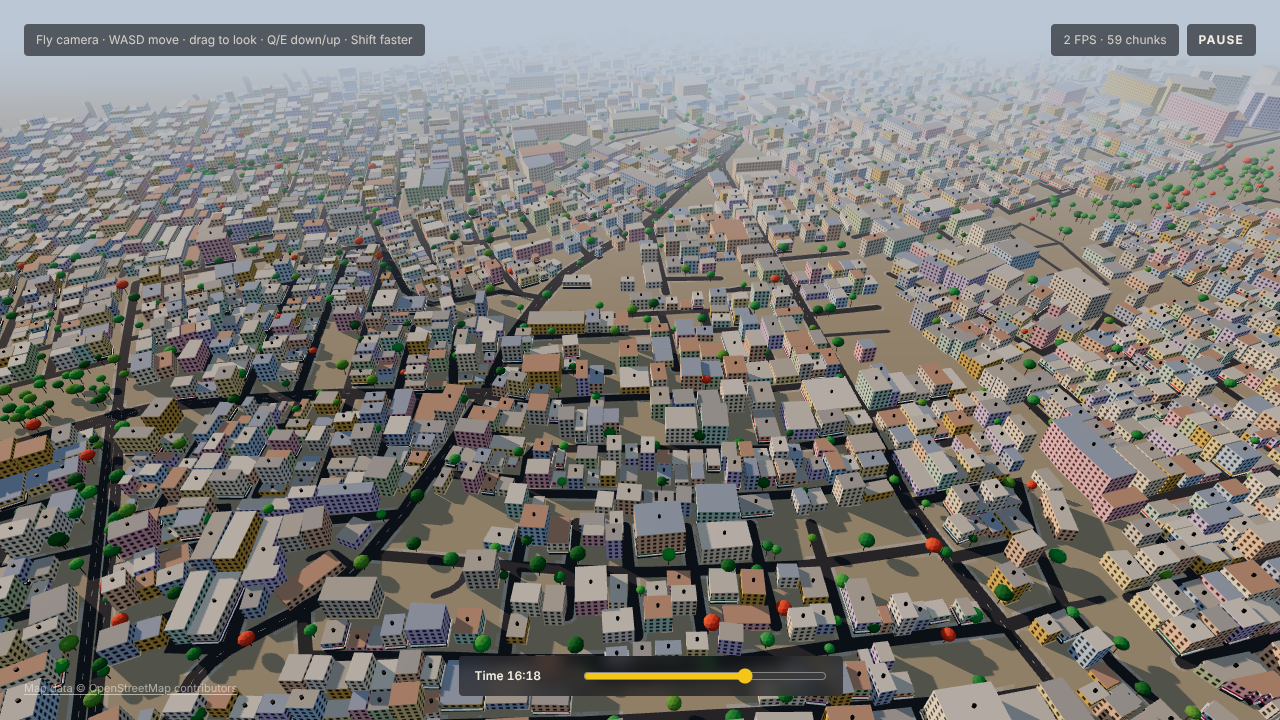 Fly camera · WASD move · drag to look · Q/E down/up · Shift faster
2 FPS · 59 chunks
PAUSE
Time 16:18
Map data © OpenStreetMap contributors